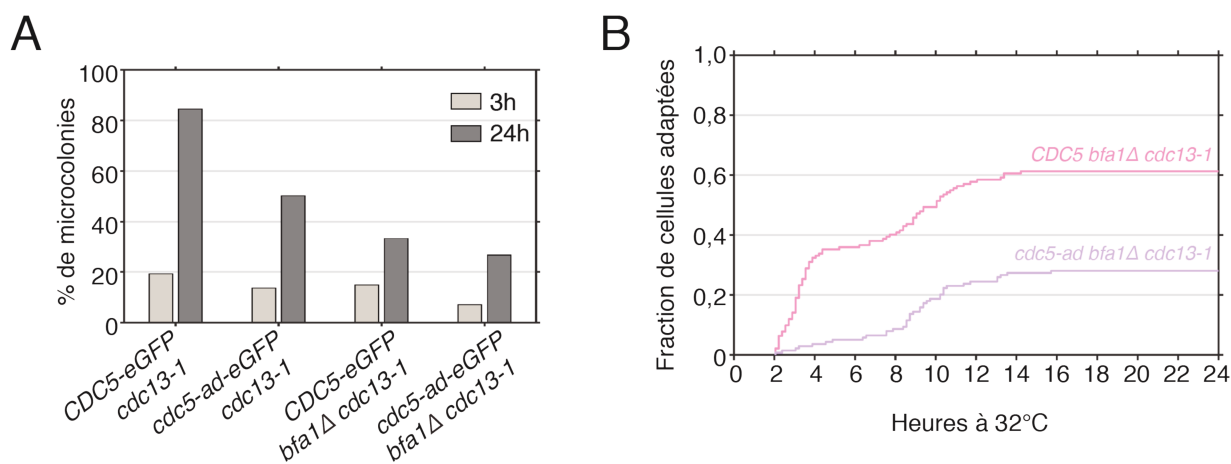 A
% de microcolonies
100
80
60
40
20
0
3h
24h
CDC5-eGFP
cdc13-1
cdc5-ad-eGFP
cdc13-1
CDC5-eGFP
bfa1Δ cdc13-1
cdc5-ad-eGFP
bfa1Δ cdc13-1
B
Fraction de cellules adaptées
1,0
0,8
0,6
0,4
0,2
0
CDC5 bfa1Δ cdc13-1
cdc5-ad bfa1Δ cdc13-1
0 2 4 6 8 10 12 14 16 18 20 22 24
Heures à 32°C